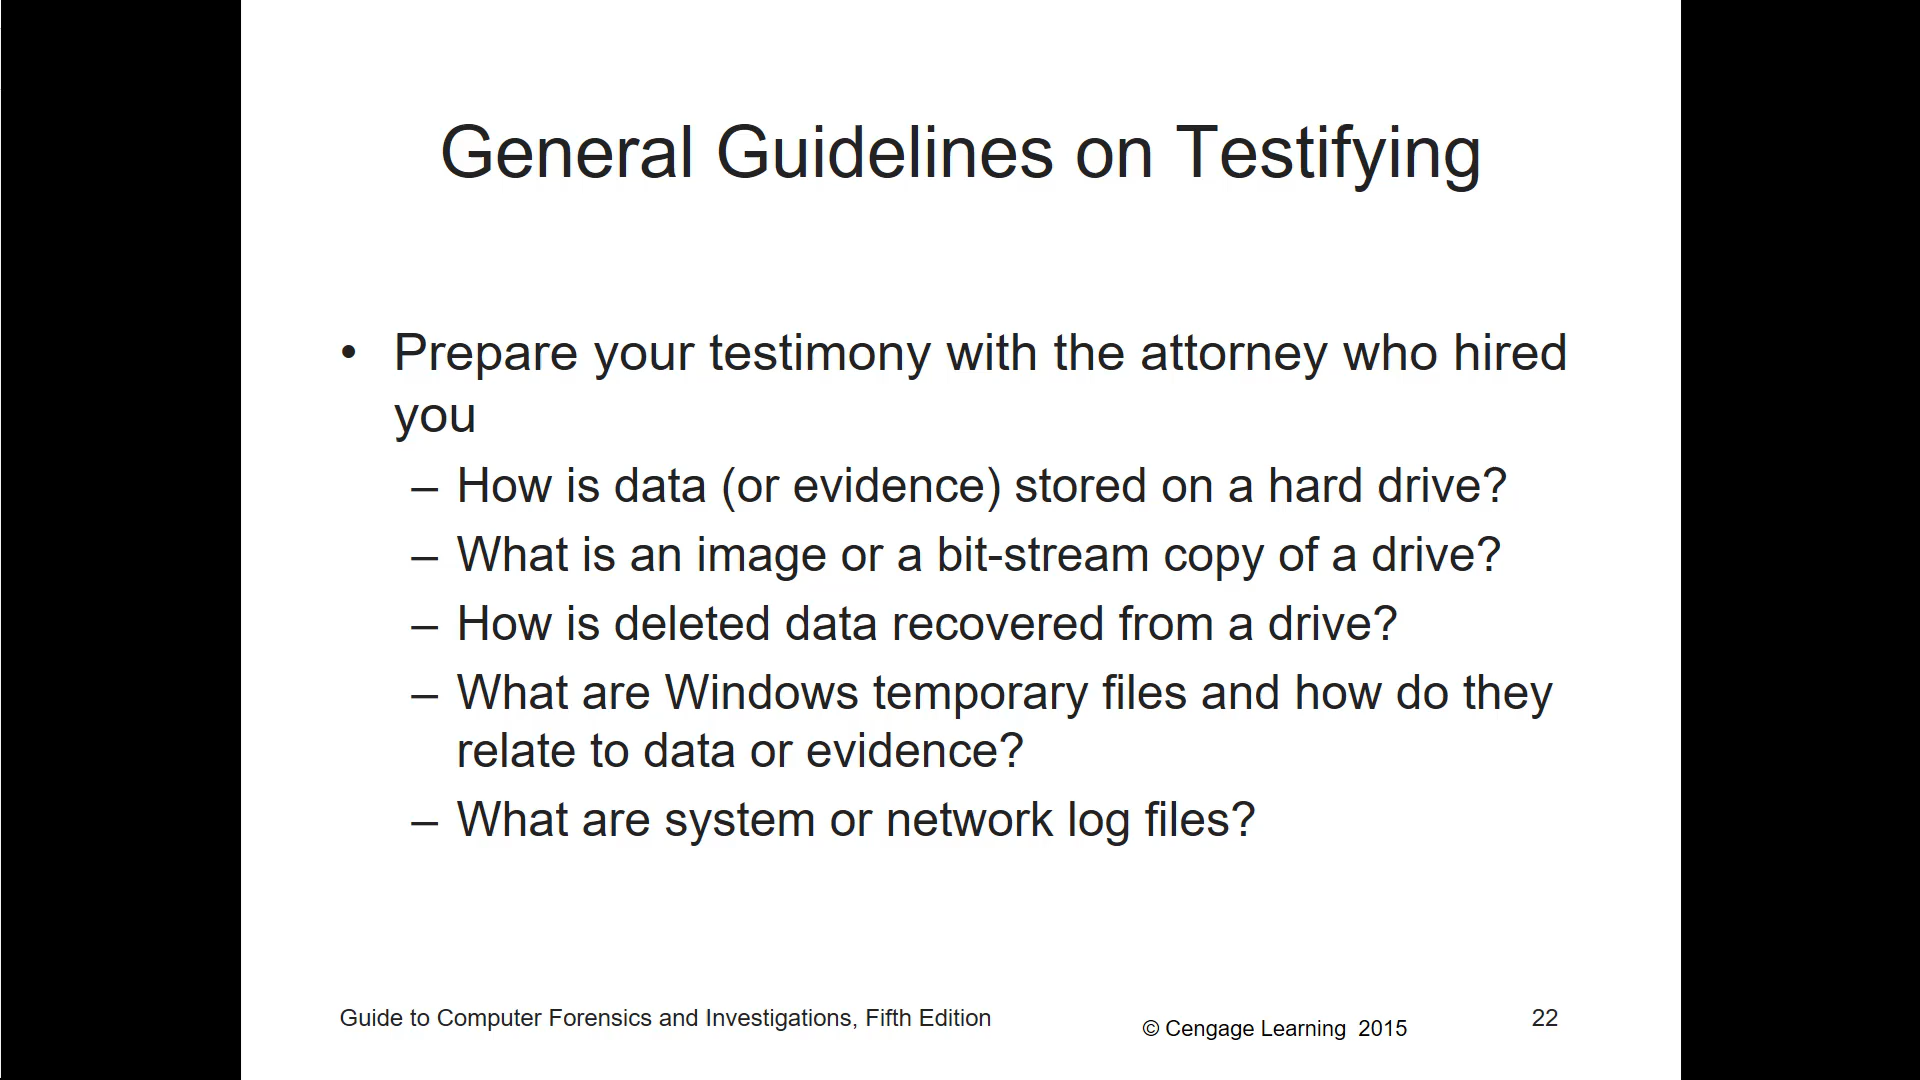 General Guidelines on Testifying
• Prepare your testimony with the attorney who hired
you
– How is data (or evidence) stored on a hard drive?
– What is an image or a bit-stream copy of a drive?
– How is deleted data recovered from a drive?
– What are Windows temporary files and how do they
relate to data or evidence?
– What are system or network log files?
Guide to Computer Forensics and Investigations, Fifth Edition
© Cengage Learning 2015
22